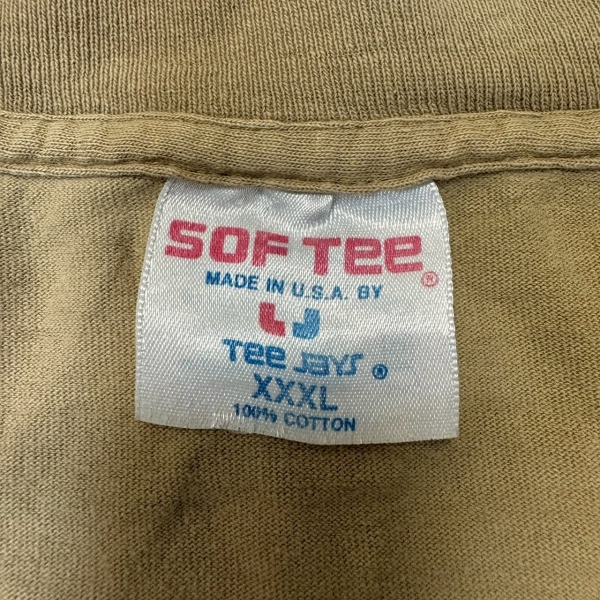 SOF TEE ®
MADE IN U.S.A. BY
TEE JAYS ®
XXXL
100% COTTON